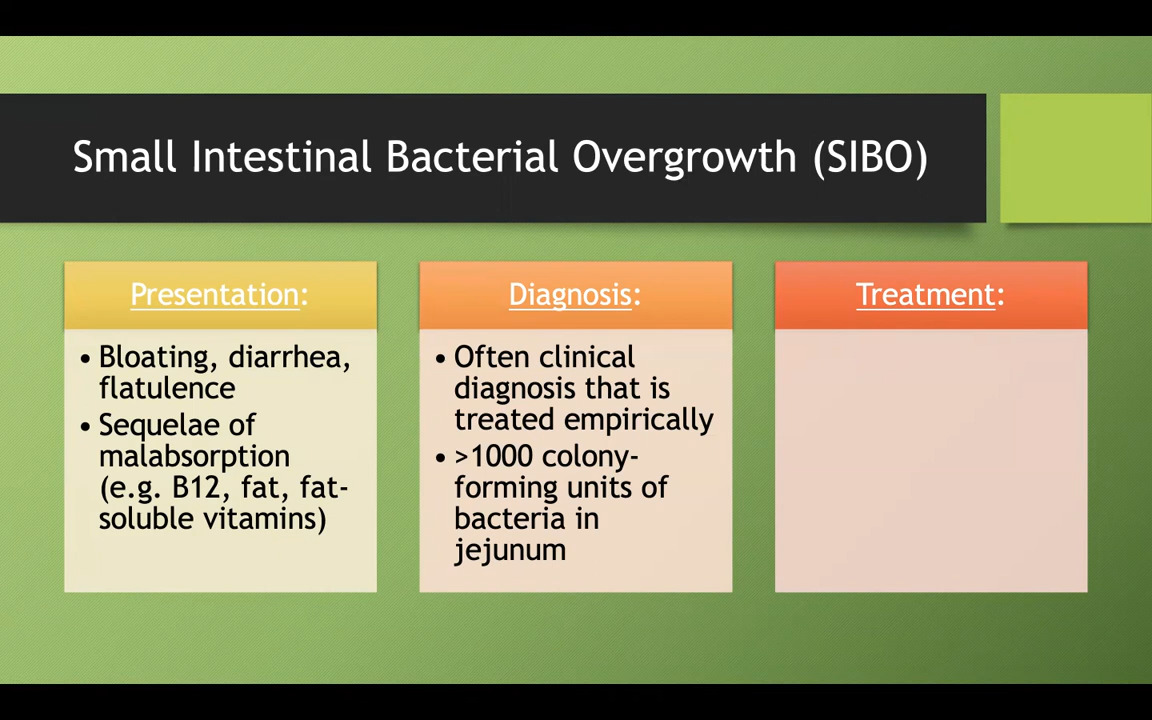 Small Intestinal Bacterial Overgrowth (SIBO)
Presentation:
• Bloating, diarrhea,
flatulence
• Sequelae of
malabsorption
(e.g. B12, fat, fat-
soluble vitamins)
Diagnosis:
• Often clinical
diagnosis that is
treated empirically
• >1000 colony-
forming units of
bacteria in
jejunum
Treatment: